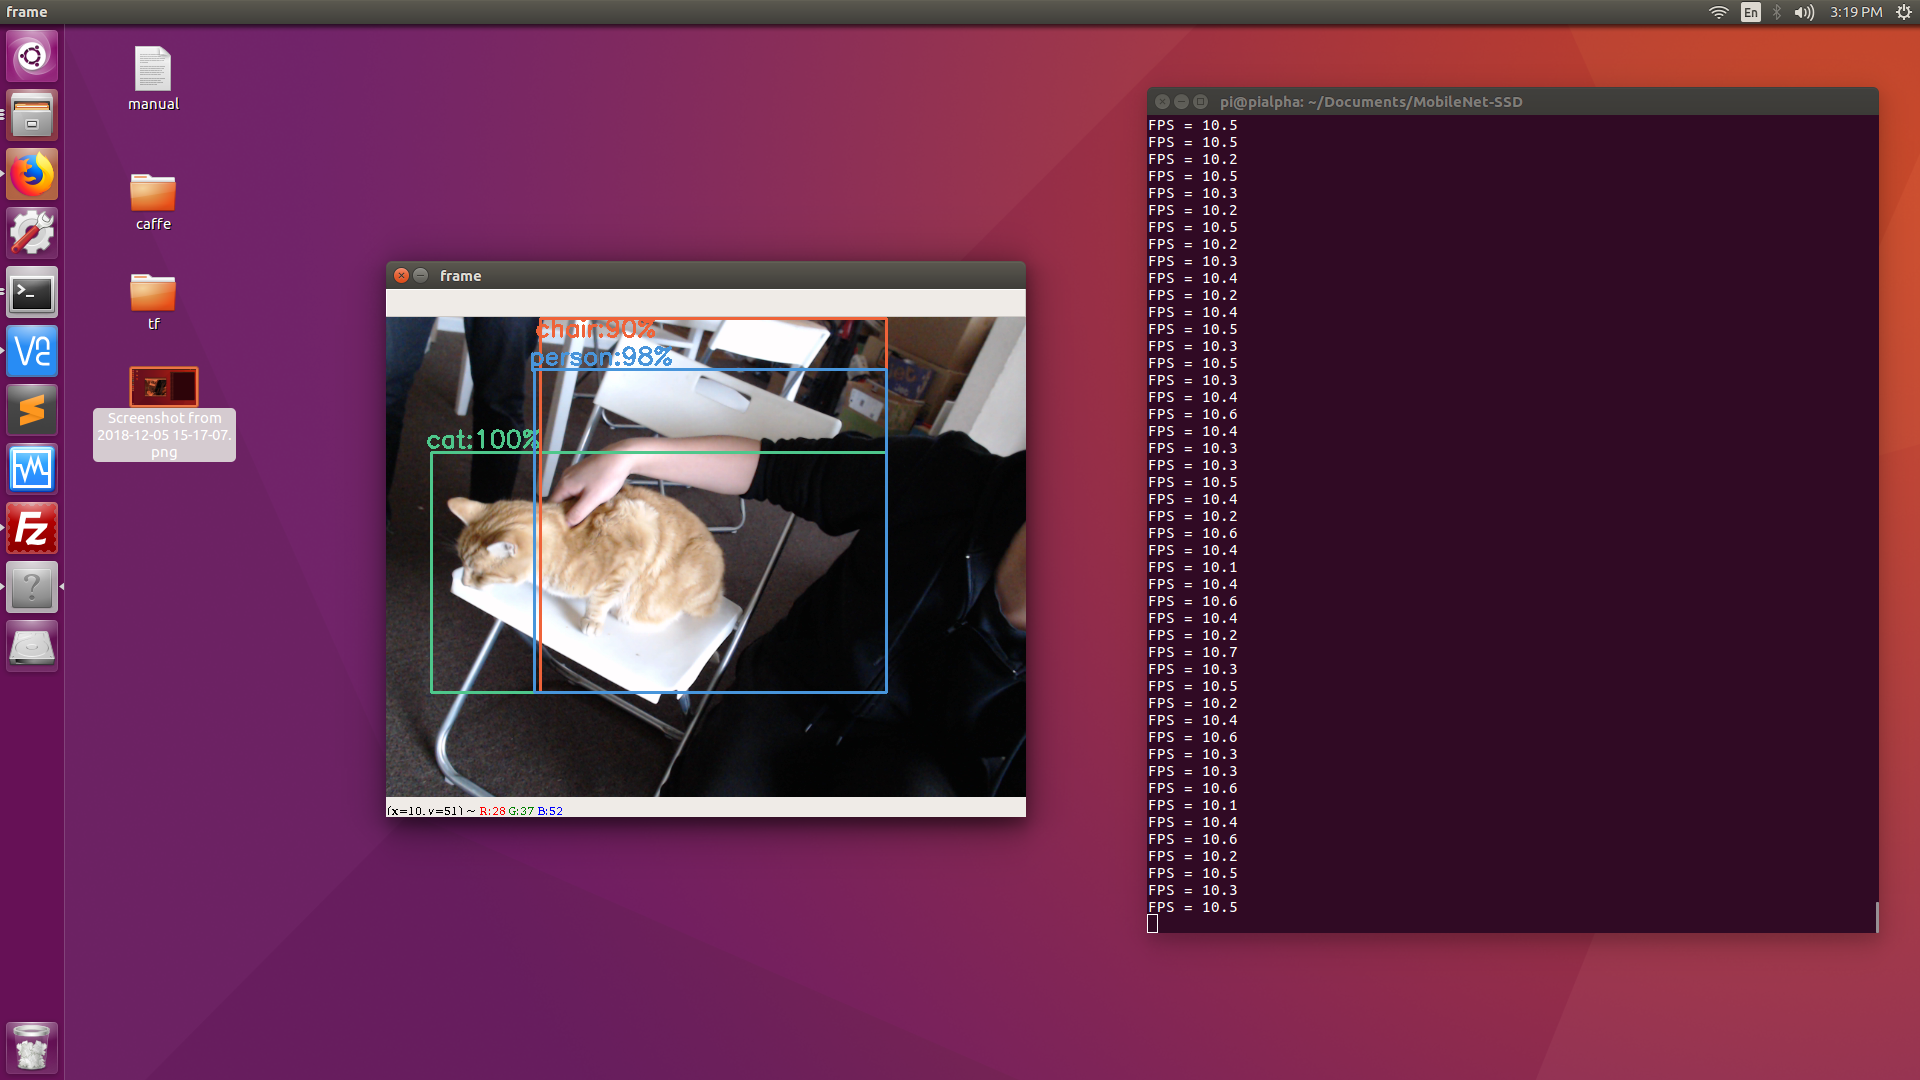 frame
En
3:19 PM
manual
caffe
tf
Screenshot from
2018-12-05 15-17-07.
png
frame
chair:90%
person:98%
cat:100%
(x=10, y=51) ~ R:28 G:37 B:52
pi@pialpha: ~/Documents/MobileNet-SSD
FPS = 10.5
FPS = 10.5
FPS = 10.2
FPS = 10.5
FPS = 10.3
FPS = 10.2
FPS = 10.5
FPS = 10.2
FPS = 10.3
FPS = 10.4
FPS = 10.2
FPS = 10.4
FPS = 10.5
FPS = 10.3
FPS = 10.5
FPS = 10.3
FPS = 10.4
FPS = 10.6
FPS = 10.4
FPS = 10.3
FPS = 10.3
FPS = 10.5
FPS = 10.4
FPS = 10.2
FPS = 10.6
FPS = 10.4
FPS = 10.1
FPS = 10.4
FPS = 10.6
FPS = 10.4
FPS = 10.2
FPS = 10.7
FPS = 10.3
FPS = 10.5
FPS = 10.2
FPS = 10.4
FPS = 10.6
FPS = 10.3
FPS = 10.3
FPS = 10.6
FPS = 10.1
FPS = 10.4
FPS = 10.6
FPS = 10.2
FPS = 10.5
FPS = 10.3
FPS = 10.5